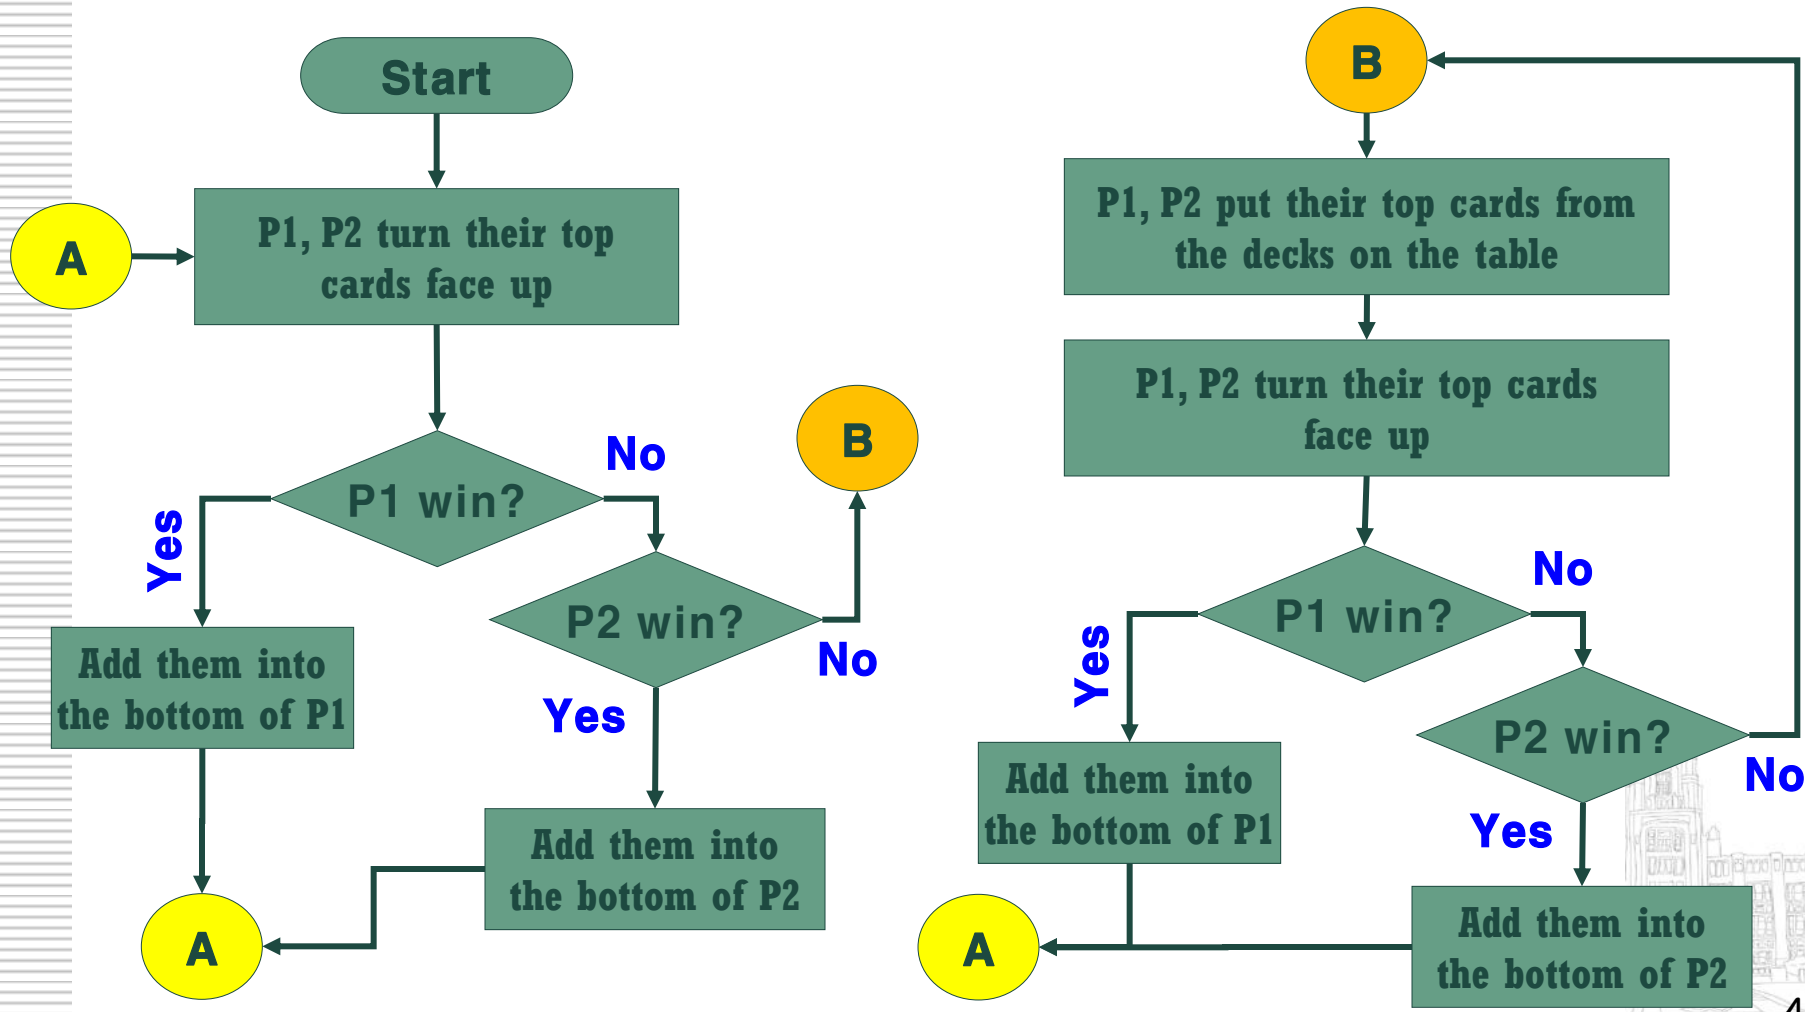 Start
A
P1, P2 turn their top
cards face up
P1 win?
Yes
No
P2 win?
No
B
Yes
Add them into
the bottom of P1
Add them into
the bottom of P2
A
B
P1, P2 put their top cards from
the decks on the table
P1, P2 turn their top cards
face up
P1 win?
Yes
No
P2 win?
No
Yes
Add them into
the bottom of P1
Add them into
the bottom of P2
A